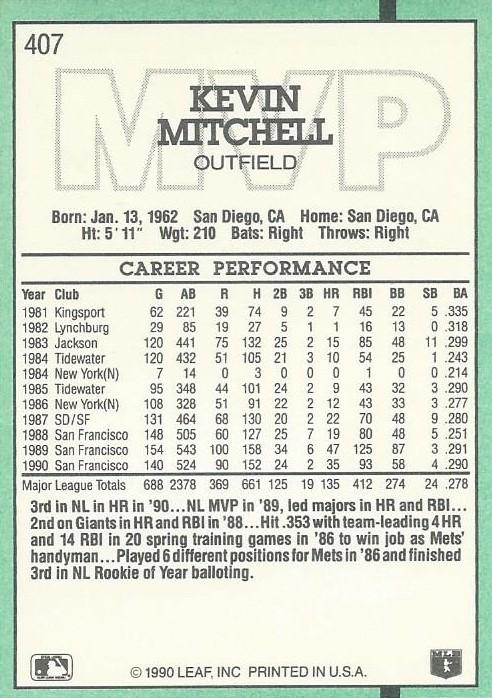 407
MVP
KEVIN
MITCHELL
OUTFIELD
Born: Jan. 13, 1962 San Diego, CA Home: San Diego, CA
Ht: 5' 11" Wgt: 210 Bats: Right Throws: Right
CAREER PERFORMANCE
Year Club G AB R H 2B 3B HR RBI BB SB BA
1981 Kingsport 62 221 39 74 9 2 7 45 22 5 .335
1982 Lynchburg 29 85 19 27 5 1 1 16 13 0 .318
1983 Jackson 120 441 75 132 25 2 15 85 48 11 .299
1984 Tidewater 120 432 51 105 21 3 10 54 25 1 .243
1984 New York(N) 7 14 0 3 0 0 0 1 0 0 .214
1985 Tidewater 95 348 44 101 24 2 9 43 32 3 .290
1986 New York(N) 108 328 51 91 22 2 12 43 33 3 .277
1987 SD/SF 131 464 68 130 20 2 22 70 48 9 .280
1988 San Francisco 148 505 60 127 25 7 19 80 48 5 .251
1989 San Francisco 154 543 100 158 34 6 47 125 87 3 .291
1990 San Francisco 140 524 90 152 24 2 35 93 58 4 .290
Major League Totals 688 2378 369 661 125 19 135 412 274 24 .278
3rd in NL in HR in '90...NL MVP in '89, led majors in HR and RBI...
2nd on Giants in HR and RBI in '88...Hit .353 with team-leading 4 HR
and 14 RBI in 20 spring training games in '86 to win job as Mets'
handyman...Played 6 different positions for Mets in '86 and finished
3rd in NL Rookie of Year balloting.
© 1990 LEAF, INC PRINTED IN U.S.A.